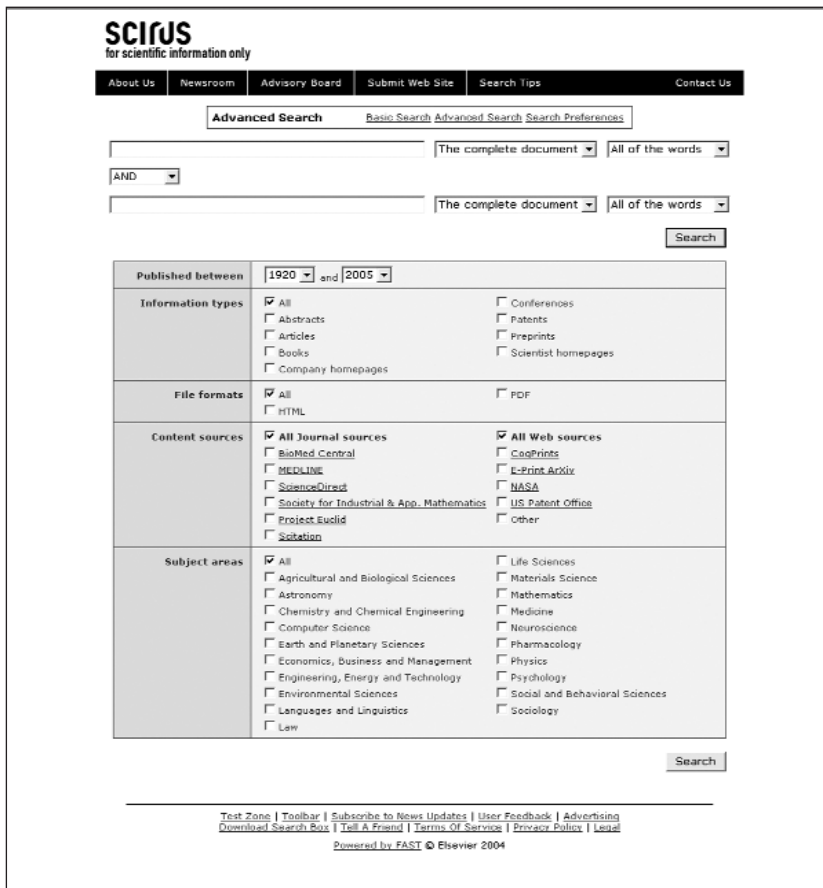 SCIRUS
for scientific information only
About Us Newsroom Advisory Board Submit Web Site Search Tips Contact Us
Advanced Search Basic Search Advanced Search Search Preferences
The complete document All of the words
AND
The complete document All of the words
Search
Published between 1920 and 2005
Information types All Conferences
Abstracts Patents
Articles Preprints
Books Scientist homepages
Company homepages
File formats All PDF
HTML
Content sources All Journal sources All Web sources
BioMed Central CogPrints
MEDLINE E-Print ArXiv
ScienceDirect NASA
Society for Industrial & App. Mathematics US Patent Office
Project Euclid Other
Scitation
Subject areas All Life Sciences
Agricultural and Biological Sciences Materials Science
Astronomy Mathematics
Chemistry and Chemical Engineering Medicine
Computer Science Neuroscience
Earth and Planetary Sciences Pharmacology
Economics, Business and Management Physics
Engineering, Energy and Technology Psychology
Environmental Sciences Social and Behavioral Sciences
Languages and Linguistics Sociology
Law
Search
Test Zone | Toolbar | Subscribe to News Updates | User Feedback | Advertising
Download Search Box | Tell A Friend | Terms Of Service | Privacy Policy | Legal
Powered by FAST © Elsevier 2004